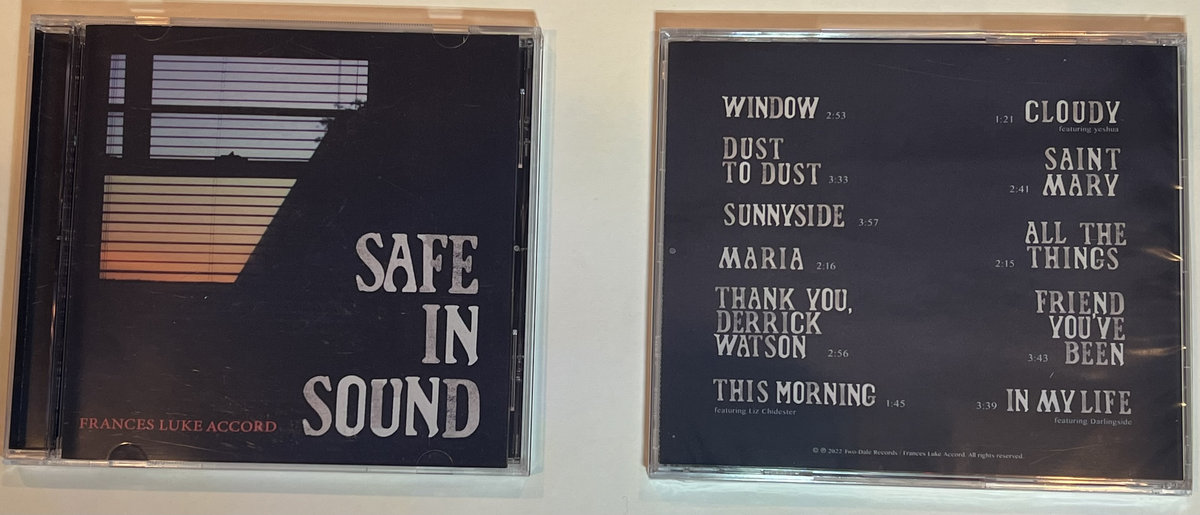 SAFE
IN
SOUND
FRANCES LUKE ACCORD
WINDOW 2:53
DUST
TO DUST 3:33
SUNNYSIDE 3:57
MARIA 2:16
THANK YOU,
DERRICK
WATSON 2:56
THIS MORNING 1:45
featuring Liz Chidester
1:21 CLOUDY
featuring yeshua
SAINT
2:41 MARY
ALL THE
2:15 THINGS
FRIEND
YOU'VE
3:43 BEEN
3:39 IN MY LIFE
featuring Darlingside
© ℗ 2022 Two-Dale Records / Frances Luke Accord. All rights reserved.